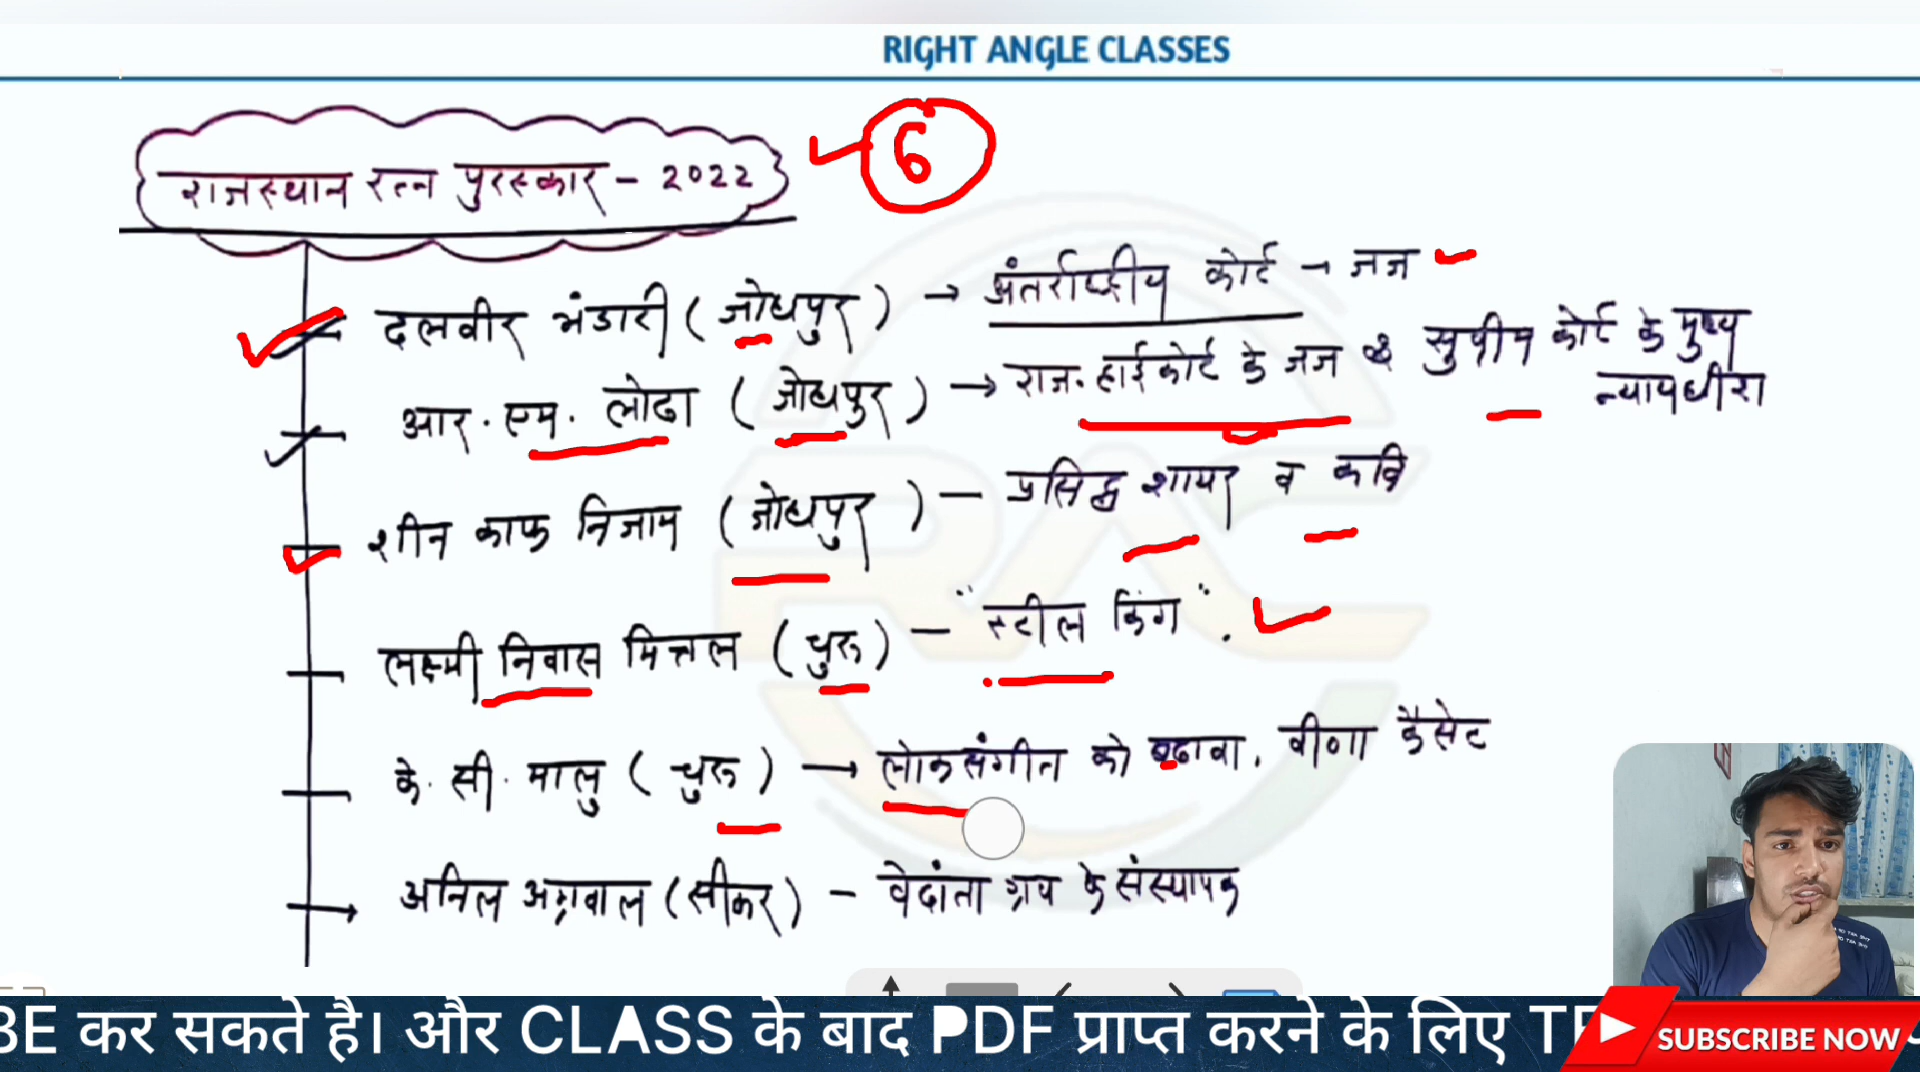 RIGHT ANGLE CLASSES
राजस्थान रत्न पुरस्कार - 2022
6
दलवीर भंडारी (जोधपुर) → अंतर्राष्ट्रीय कोर्ट → जज
आर. एम. लोढा (जोधपुर) → राज. हाईकोर्ट के जज & सुप्रीम कोर्ट के मुख्य
न्यायधीश
शीन काफ निजाम (जोधपुर) - प्रसिद्ध शायर व कवि
लक्ष्मी निवास मित्तल (चुरू) - "स्टील किंग".
के. सी. मालु (चुरू) → लोकसंगीत को बढावा, वीणा कैसेट
अनिल अग्रवाल (सीकर) - वेदांता ग्रुप के संस्थापक
BE कर सकते है। और CLASS के बाद PDF प्राप्त करने के लिए
SUBSCRIBE NOW